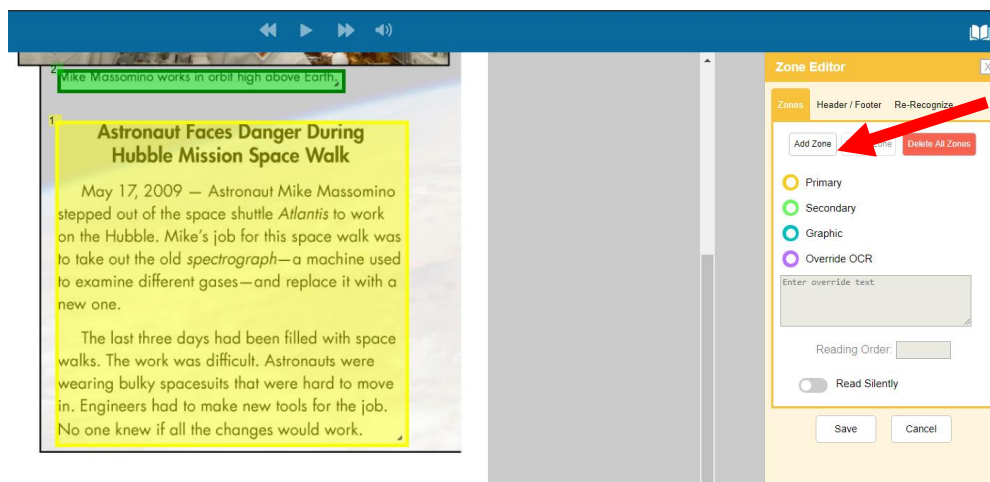 2
Mike Massomino works in orbit high above Earth.
1
Astronaut Faces Danger During
Hubble Mission Space Walk
May 17, 2009 — Astronaut Mike Massomino
stepped out of the space shuttle Atlantis to work
on the Hubble. Mike's job for this space walk was
to take out the old spectrograph—a machine used
to examine different gases—and replace it with a
new one.
The last three days had been filled with space
walks. The work was difficult. Astronauts were
wearing bulky spacesuits that were hard to move
in. Engineers had to make new tools for the job.
No one knew if all the changes would work.
Zone Editor
X
Zones Header / Footer Re-Recognize
Add Zone Delete All Zones
Primary
Secondary
Graphic
Override OCR
Enter override text
Reading Order:
Read Silently
Save Cancel